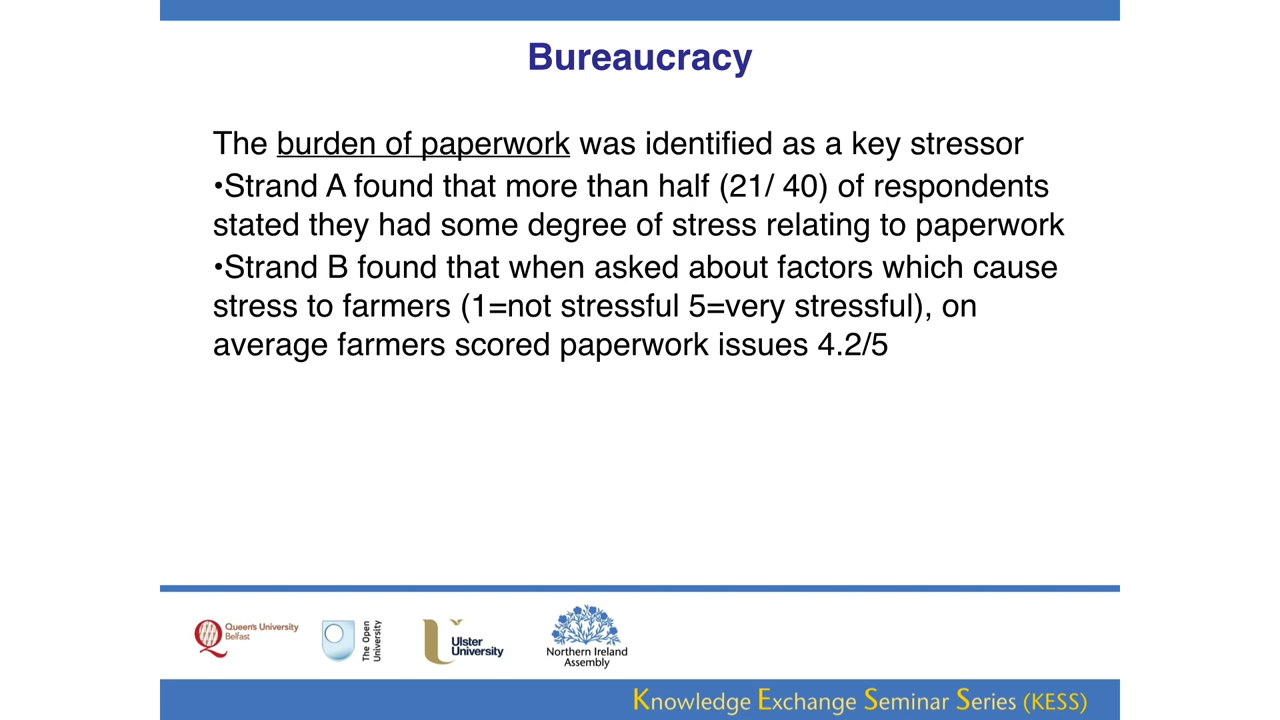 Bureaucracy
The burden of paperwork was identified as a key stressor
•Strand A found that more than half (21/ 40) of respondents
stated they had some degree of stress relating to paperwork
•Strand B found that when asked about factors which cause
stress to farmers (1=not stressful 5=very stressful), on
average farmers scored paperwork issues 4.2/5
Queen's University
Belfast
The Open
University
Ulster
University
Northern Ireland
Assembly
Knowledge Exchange Seminar Series (KESS)